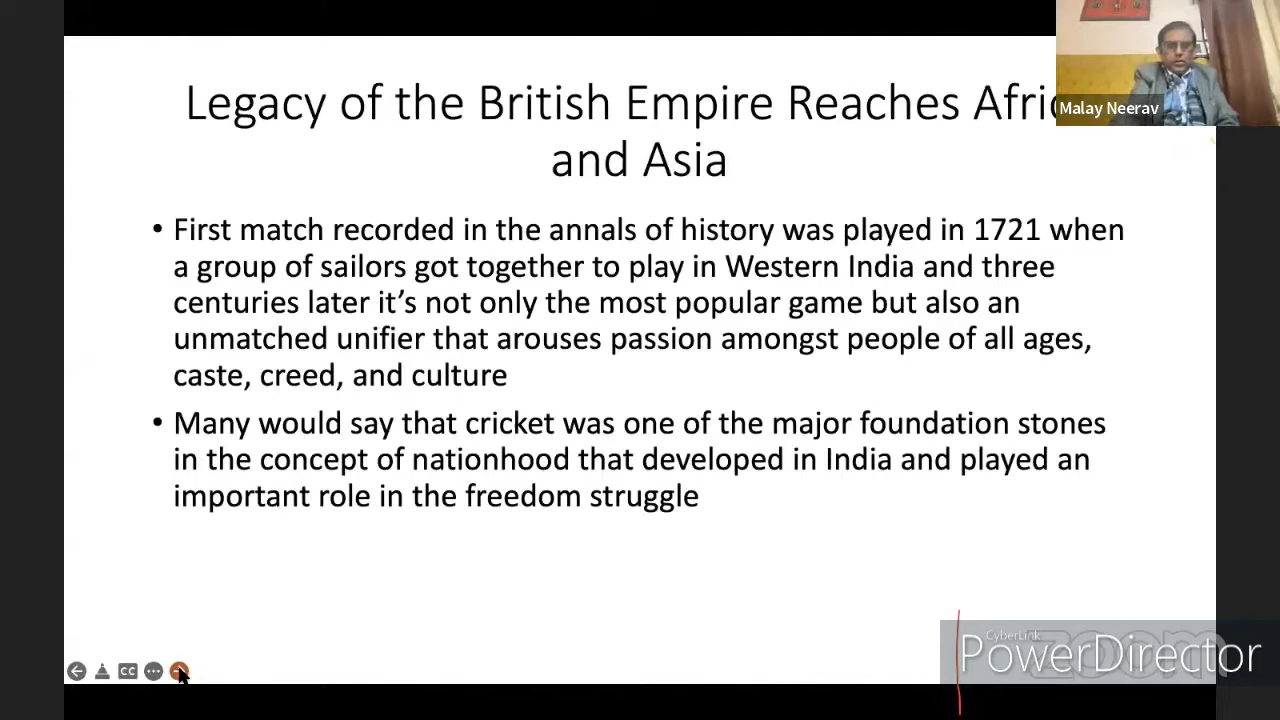 Legacy of the British Empire Reaches Afri
and Asia
Malay Neerav
• First match recorded in the annals of history was played in 1721 when
a group of sailors got together to play in Western India and three
centuries later it's not only the most popular game but also an
unmatched unifier that arouses passion amongst people of all ages,
caste, creed, and culture
• Many would say that cricket was one of the major foundation stones
in the concept of nationhood that developed in India and played an
important role in the freedom struggle
CC
CyberLink
PowerDirector
zoom